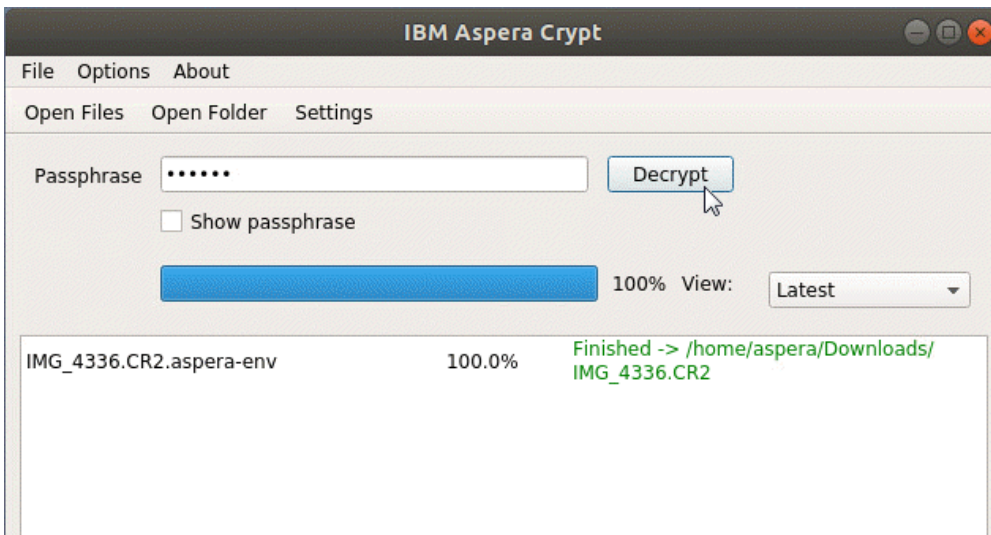 IBM Aspera Crypt
File Options About
Open Files Open Folder Settings
Passphrase •••••• Decrypt
Show passphrase
100% View: Latest
IMG_4336.CR2.aspera-env 100.0% Finished -> /home/aspera/Downloads/
IMG_4336.CR2